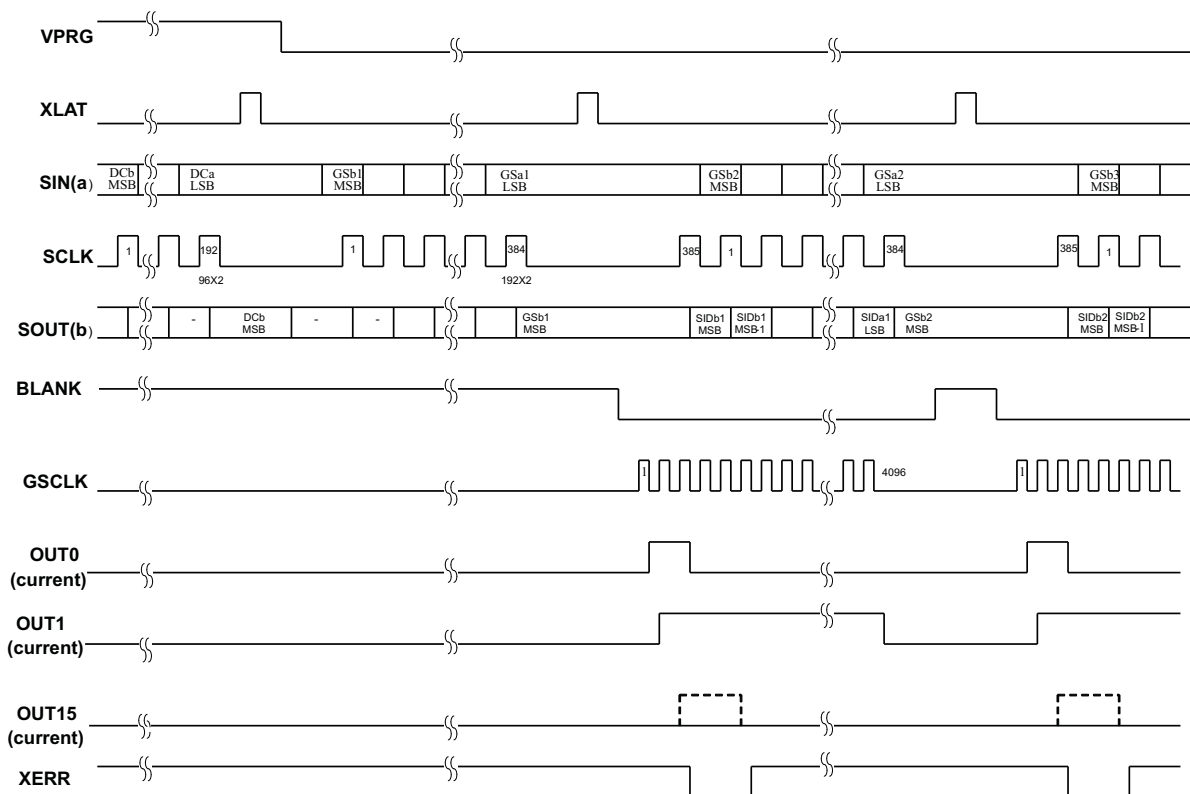 VPRG
XLAT
SIN(a)
DCb
MSB
DCa
LSB
GSb1
MSB
GSa1
LSB
GSb2
MSB
GSa2
LSB
GSb3
MSB
SCLK
1
192
1
384
385
1
384
385
1
96X2
192X2
SOUT(b)
-
DCb
MSB
-
-
GSb1
MSB
SIDb1
MSB
SIDb1
MSB-1
SIDa1
LSB
GSb2
MSB
SIDb2
MSB
SIDb2
MSB-1
BLANK
GSCLK
1
4096
1
OUT0
(current)
OUT1
(current)
OUT15
(current)
XERR